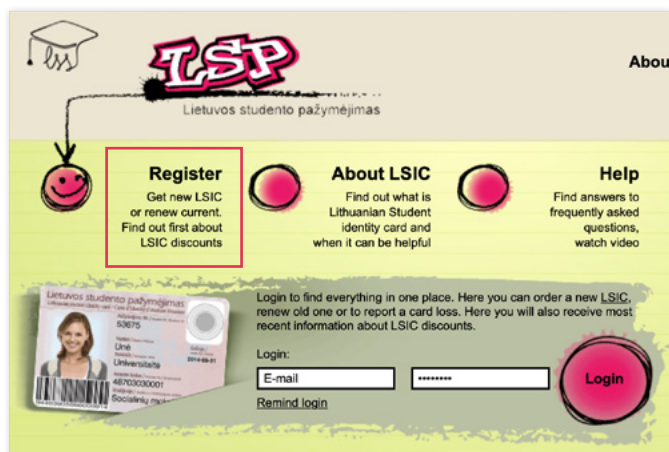 lss
LSP
Lietuvos studento pažymėjimas
Abou
Register
Get new LSIC
or renew current.
Find out first about
LSIC discounts
About LSIC
Find out what is
Lithuanian Student
identity card and
when it can be helpful
Help
Find answers to
frequently asked
questions,
watch video
Lietuvos studento pažymėjimas
53675
Unė
Universitaitė
48703030001
Socialinių
2014-09-01
Login to find everything in one place. Here you can order a new LSIC,
renew old one or to report a card loss. Here you will also receive most
recent information about LSIC discounts.
Login:
E-mail
••••••••
Login
Remind login